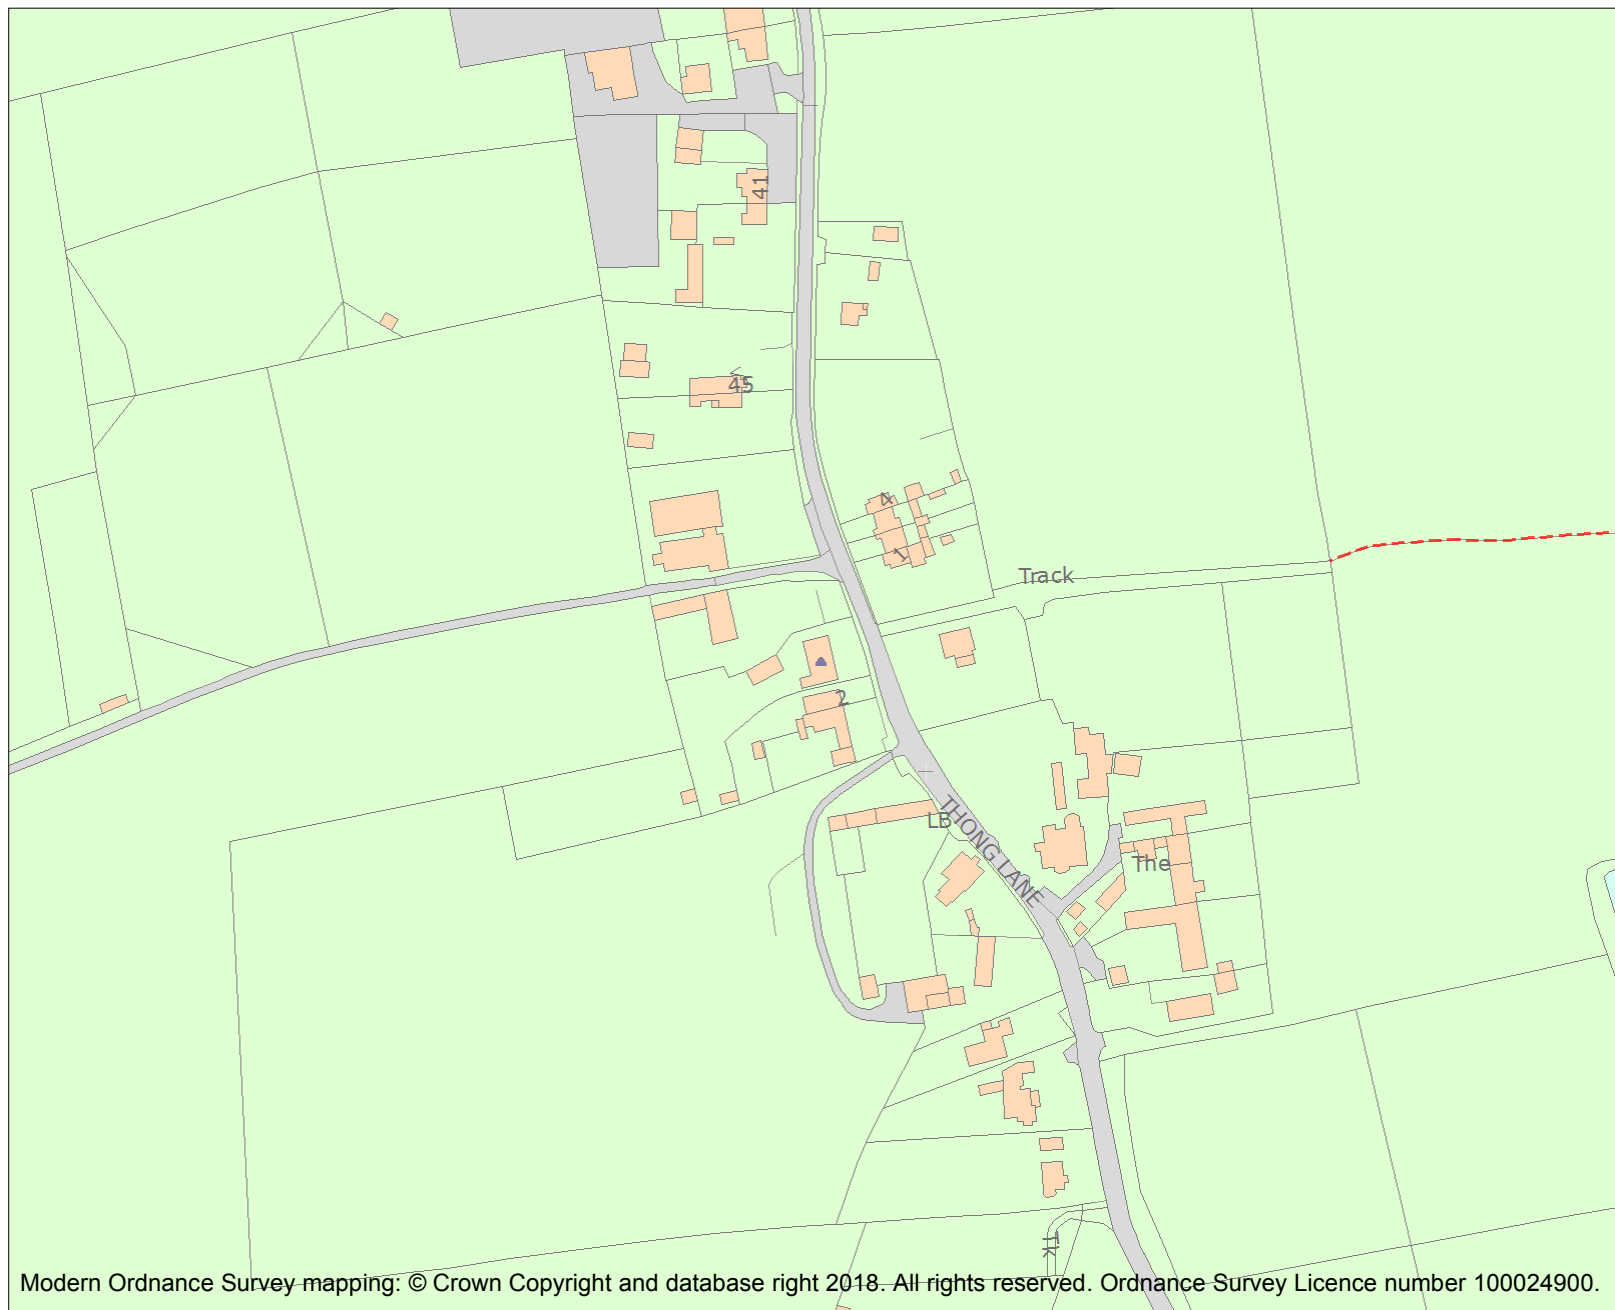 41
45
4
1
Track
2
THONG LANE
LB
The
Tk
Modern Ordnance Survey mapping: © Crown Copyright and database right 2018. All rights reserved. Ordnance Survey Licence number 100024900.